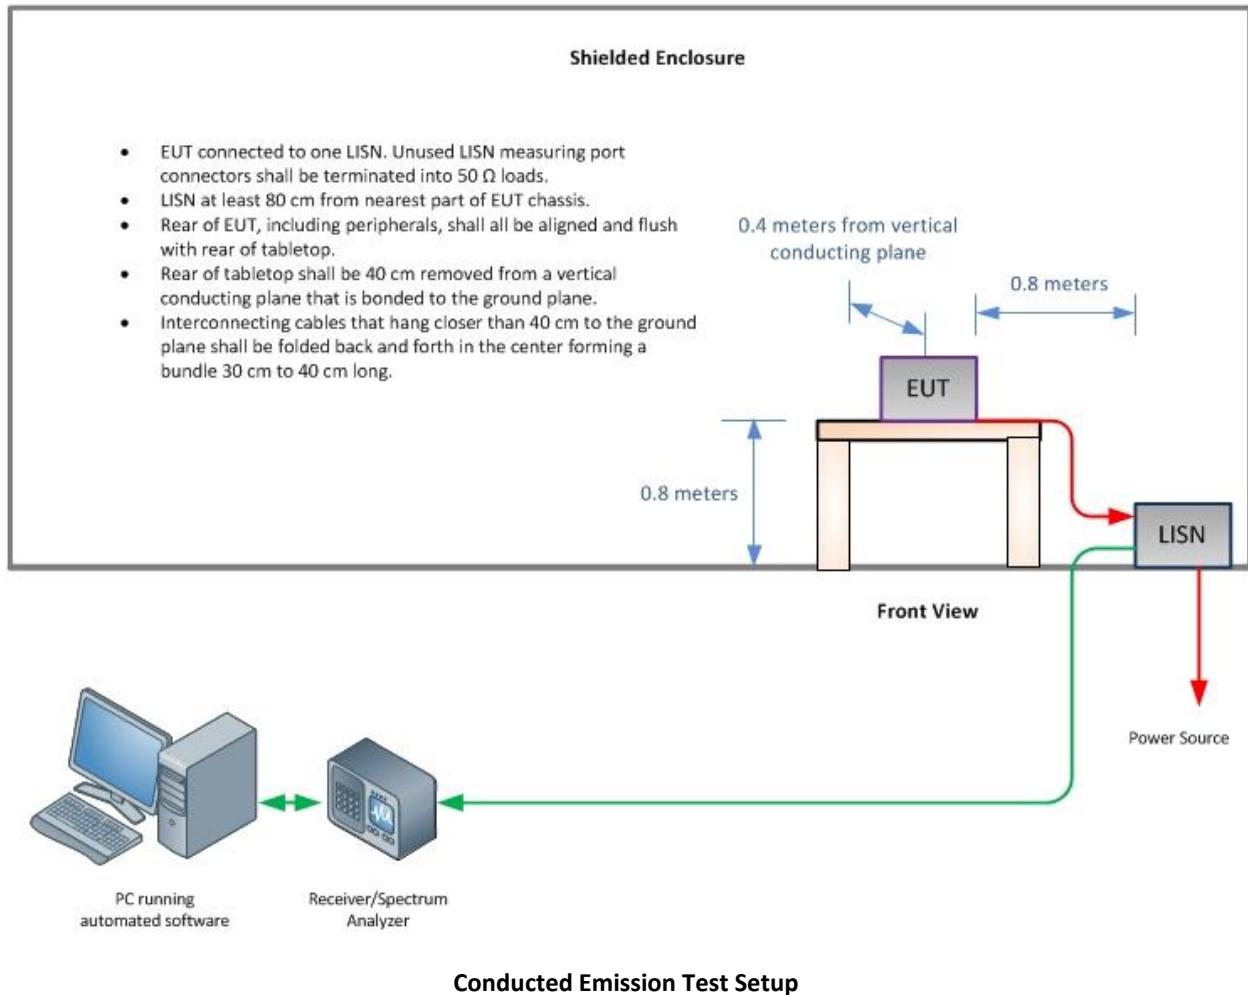 Shielded Enclosure
• EUT connected to one LISN. Unused LISN measuring port
connectors shall be terminated into 50 Ω loads.
• LISN at least 80 cm from nearest part of EUT chassis.
• Rear of EUT, including peripherals, shall all be aligned and flush
with rear of tabletop.
• Rear of tabletop shall be 40 cm removed from a vertical
conducting plane that is bonded to the ground plane.
• Interconnecting cables that hang closer than 40 cm to the ground
plane shall be folded back and forth in the center forming a
bundle 30 cm to 40 cm long.
0.4 meters from vertical
conducting plane
0.8 meters
EUT
0.8 meters
LISN
Front View
Power Source
PC running
automated software
Receiver/Spectrum
Analyzer
Conducted Emission Test Setup